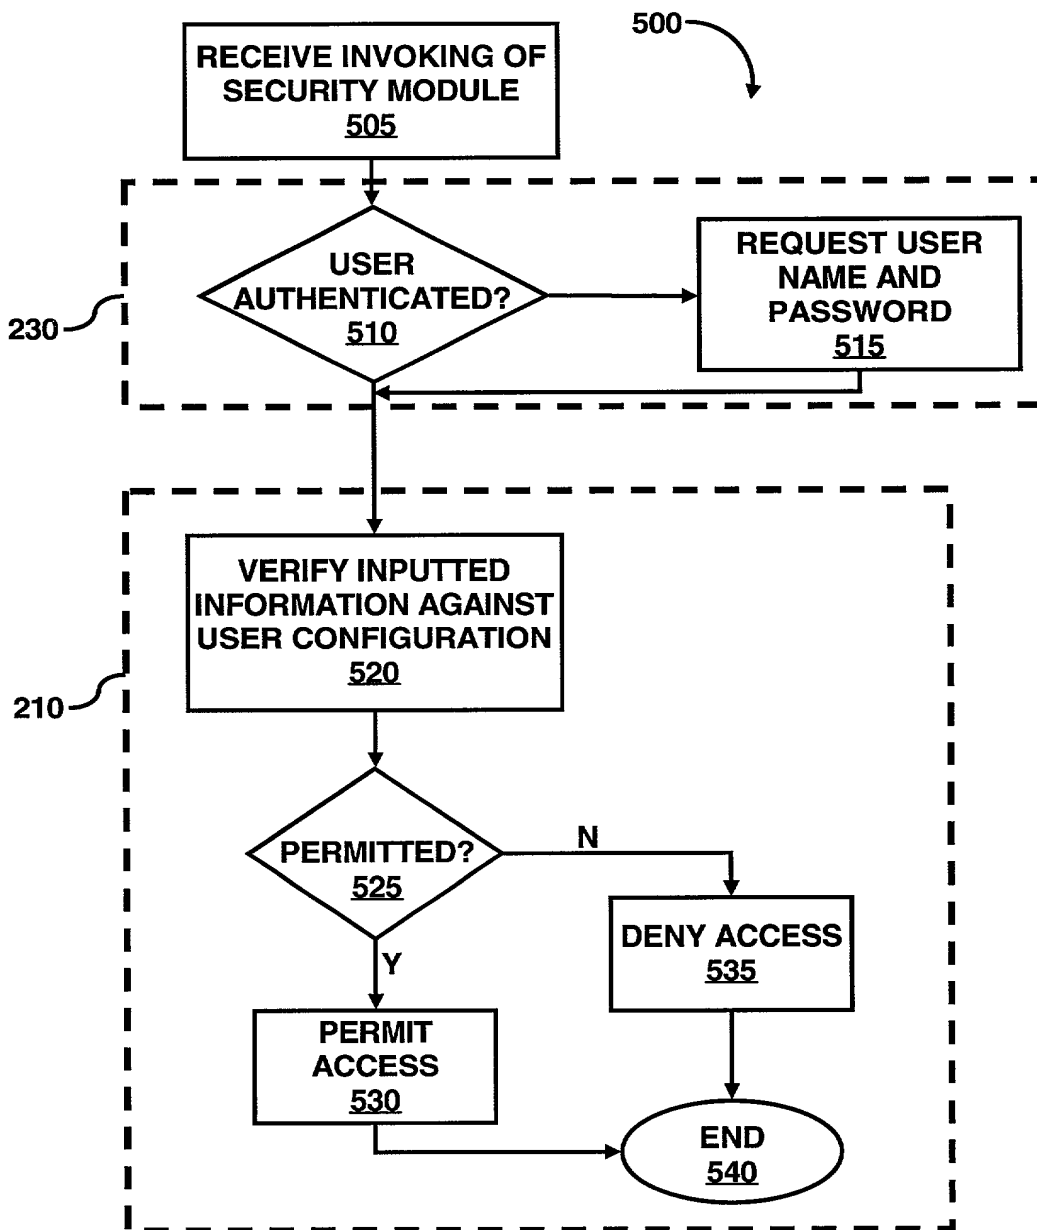 500
RECEIVE INVOKING OF
SECURITY MODULE
505
USER
AUTHENTICATED?
510
REQUEST USER
NAME AND
PASSWORD
515
230
VERIFY INPUTTED
INFORMATION AGAINST
USER CONFIGURATION
520
210
PERMITTED?
525
N
Y
DENY ACCESS
535
PERMIT
ACCESS
530
END
540